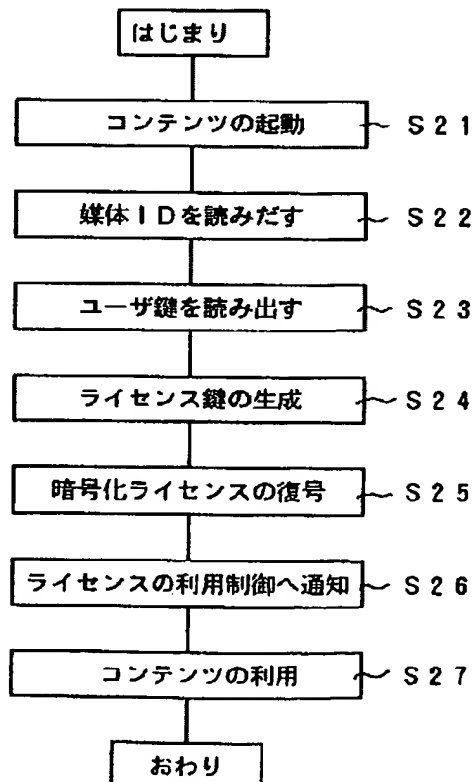 はじまり
コンテンツの起動 S21
媒体IDを読みだす S22
ユーザ鍵を読み出す S23
ライセンス鍵の生成 S24
暗号化ライセンスの復号 S25
ライセンスの利用制御へ通知 S26
コンテンツの利用 S27
おわり